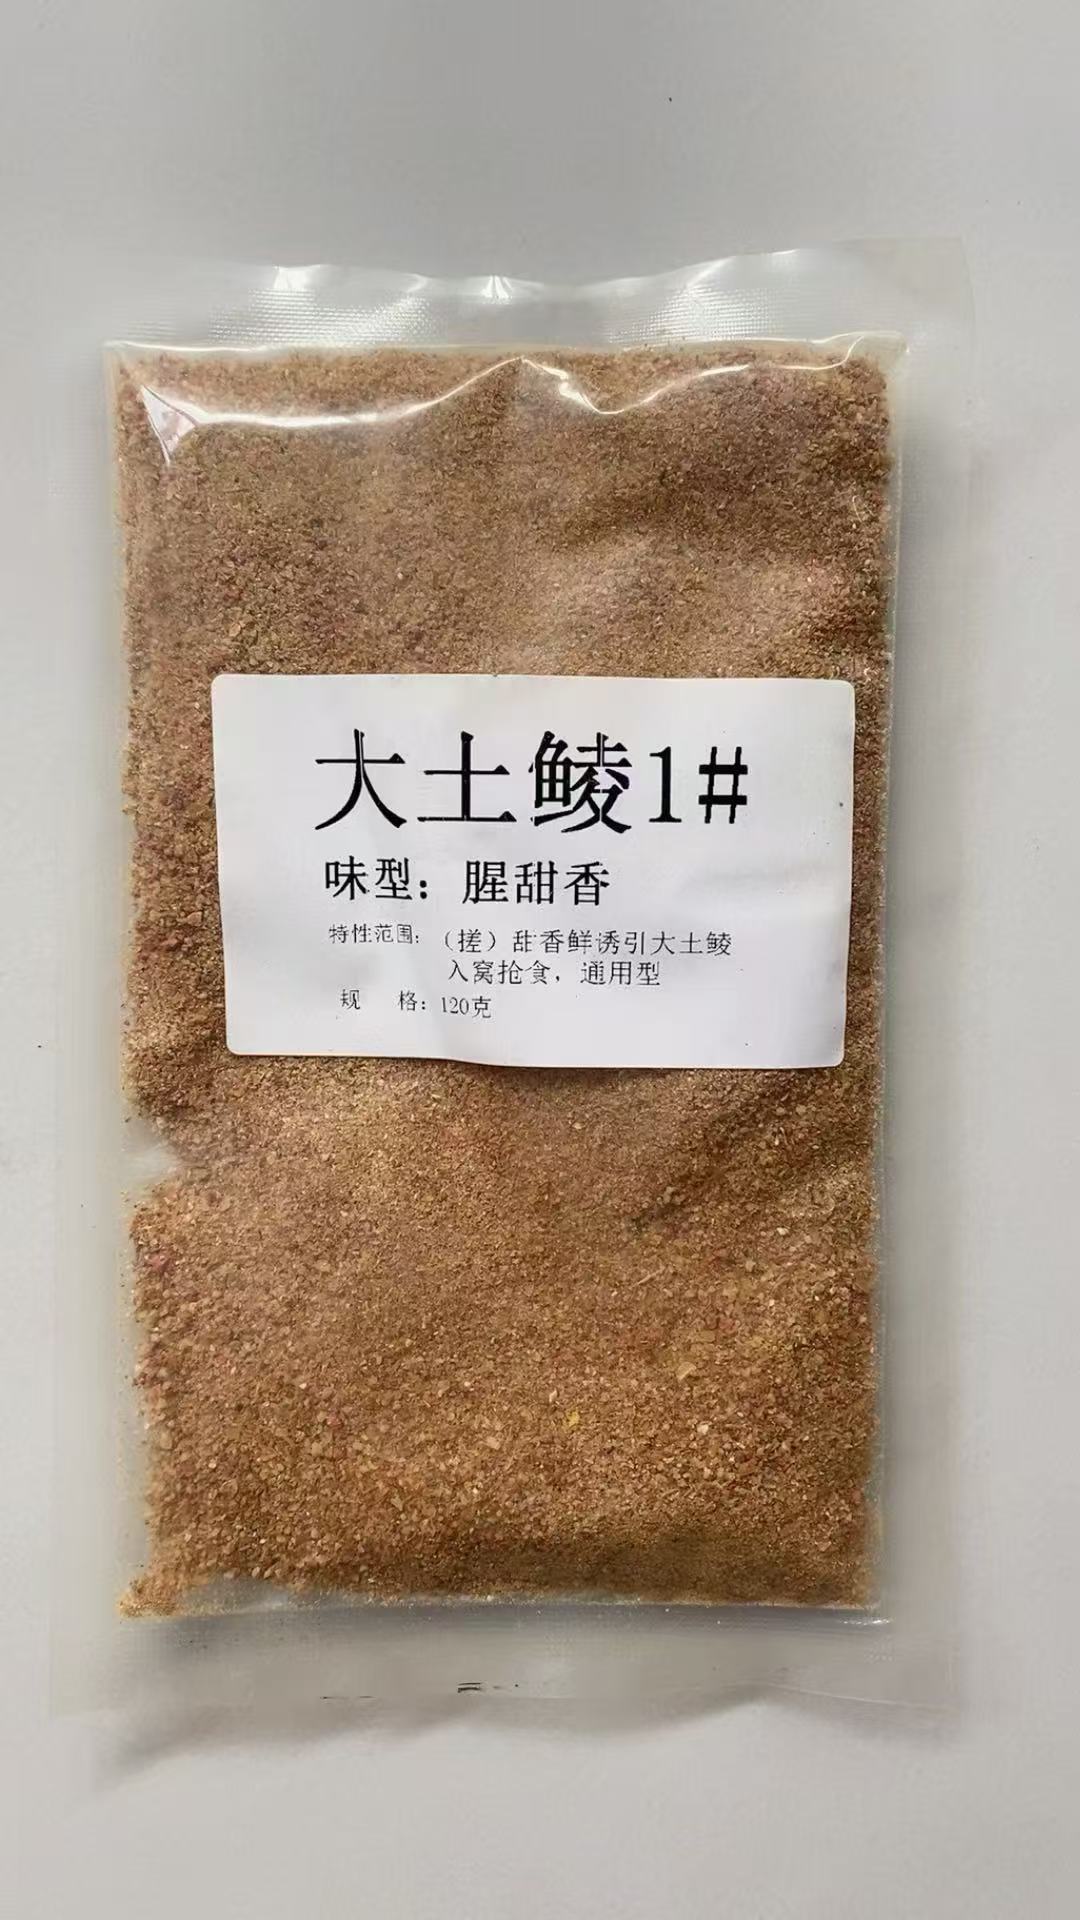 大土鲮1#
味型：腥甜香
特性范围：（搓）甜香鲜诱引大土鲮
入窝抢食，通用型
规 格：120克